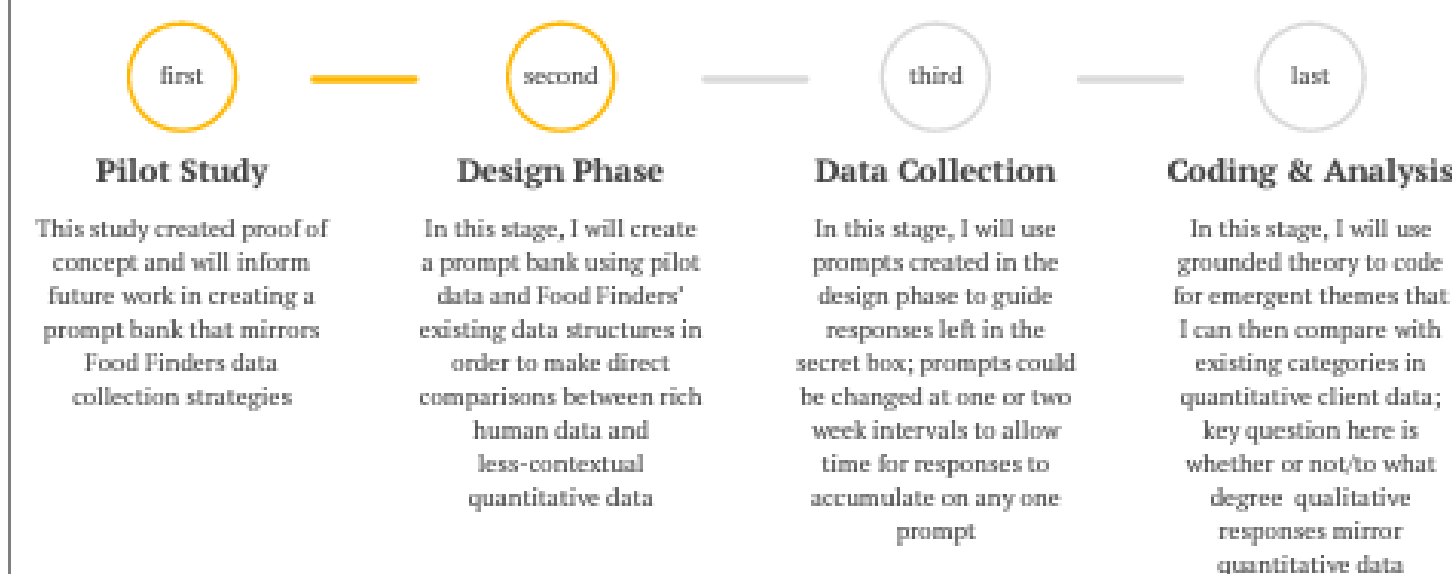 first
second
third
last
Pilot Study
This study created proof of
concept and will inform
future work in creating a
prompt bank that mirrors
Food Finders data
collection strategies
Design Phase
In this stage, I will create
a prompt bank using pilot
data and Food Finders'
existing data structures in
order to make direct
comparisons between rich
human data and
less-contextual
quantitative data
Data Collection
In this stage, I will use
prompts created in the
design phase to guide
responses left in the
secret box; prompts could
be changed at one or two
week intervals to allow
time for responses to
accumulate on any one
prompt
Coding & Analysis
In this stage, I will use
grounded theory to code
for emergent themes that
I can then compare with
existing categories in
quantitative client data;
key question here is
whether or not/to what
degree qualitative
responses mirror
quantitative data